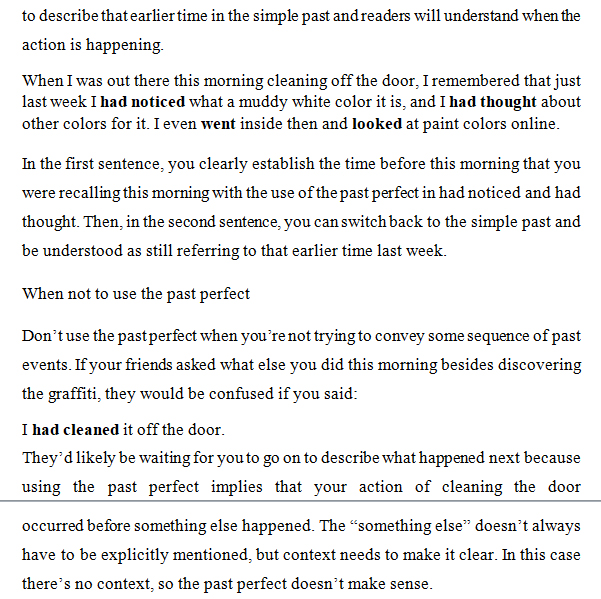 to describe that earlier time in the simple past and readers will understand when the
action is happening.
When I was out there this morning cleaning off the door, I remembered that just
last week I had noticed what a muddy white color it is, and I had thought about
other colors for it. I even went inside then and looked at paint colors online.
In the first sentence, you clearly establish the time before this morning that you
were recalling this morning with the use of the past perfect in had noticed and had
thought. Then, in the second sentence, you can switch back to the simple past and
be understood as still referring to that earlier time last week.
When not to use the past perfect
Don’t use the past perfect when you’re not trying to convey some sequence of past
events. If your friends asked what else you did this morning besides discovering
the graffiti, they would be confused if you said:
I had cleaned it off the door.
They’d likely be waiting for you to go on to describe what happened next because
using the past perfect implies that your action of cleaning the door
occurred before something else happened. The “something else” doesn’t always
have to be explicitly mentioned, but context needs to make it clear. In this case
there’s no context, so the past perfect doesn’t make sense.